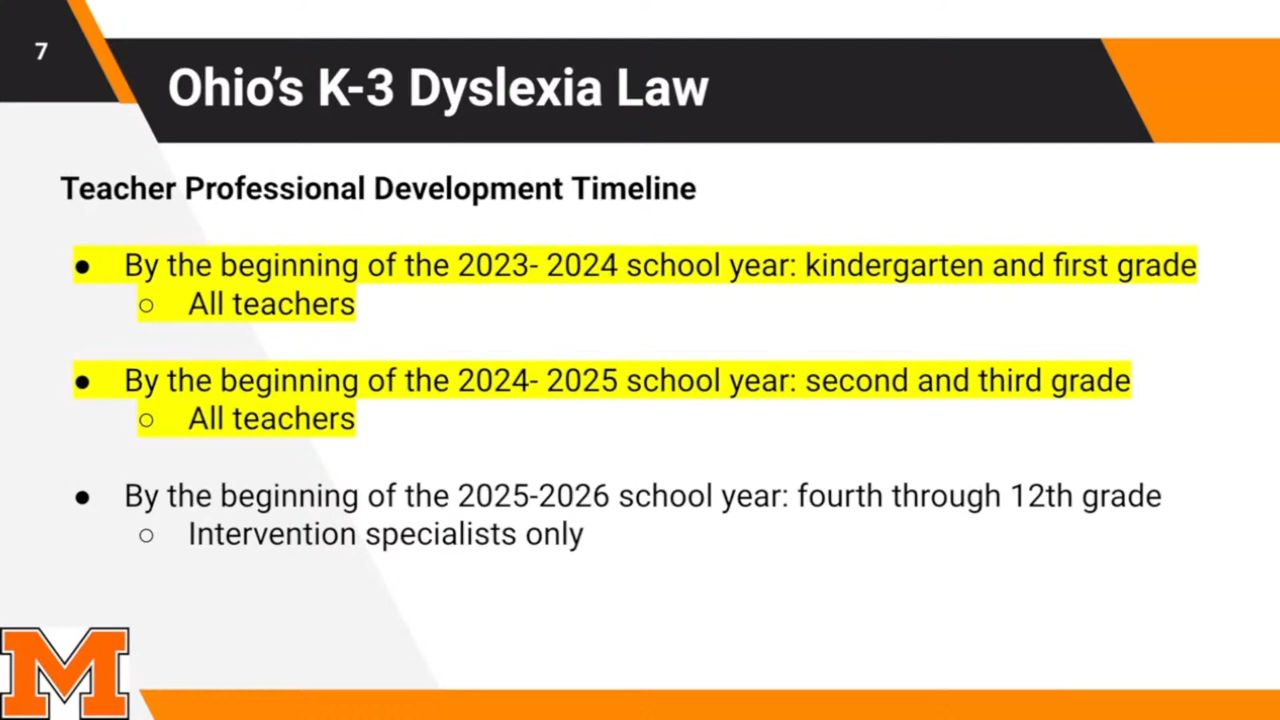 7
Ohio's K-3 Dyslexia Law
Teacher Professional Development Timeline
● By the beginning of the 2023- 2024 school year: kindergarten and first grade
○ All teachers
● By the beginning of the 2024- 2025 school year: second and third grade
○ All teachers
● By the beginning of the 2025-2026 school year: fourth through 12th grade
○ Intervention specialists only
M